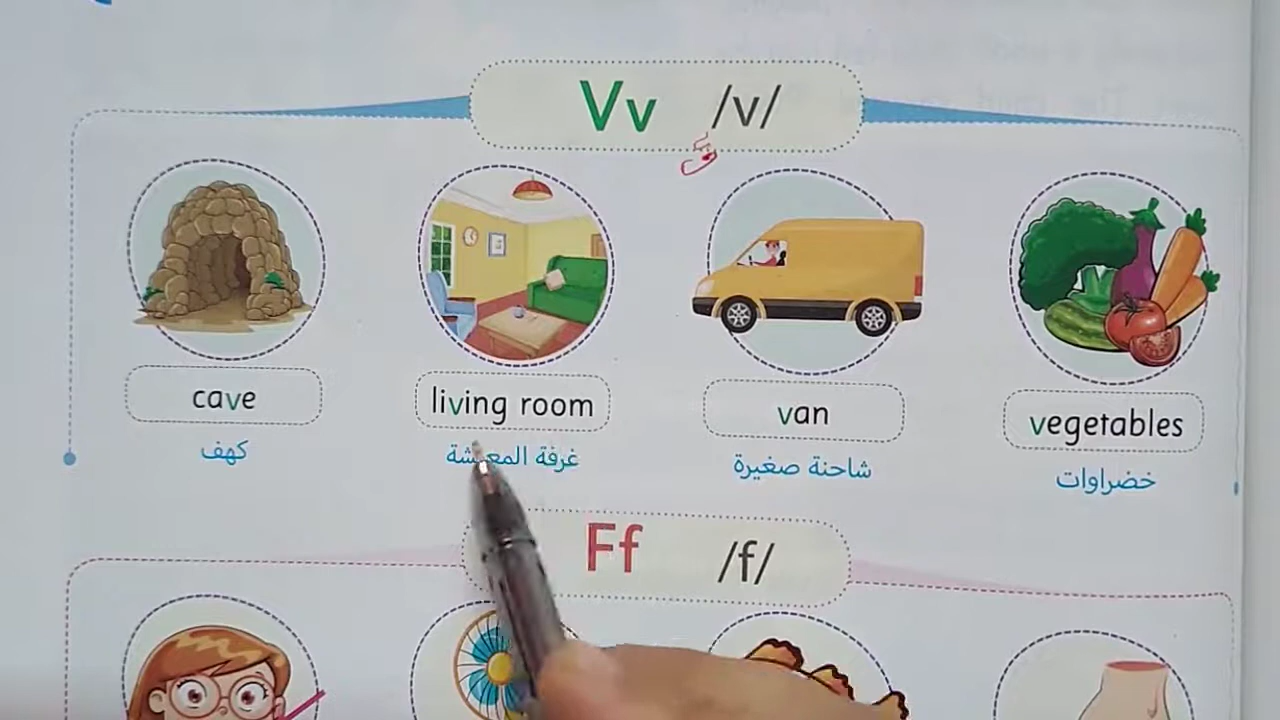 Vv /v/
ڤ
cave
living room
van
vegetables
كهف
غرفة المعيشة
شاحنة صغيرة
خضراوات
Ff /f/